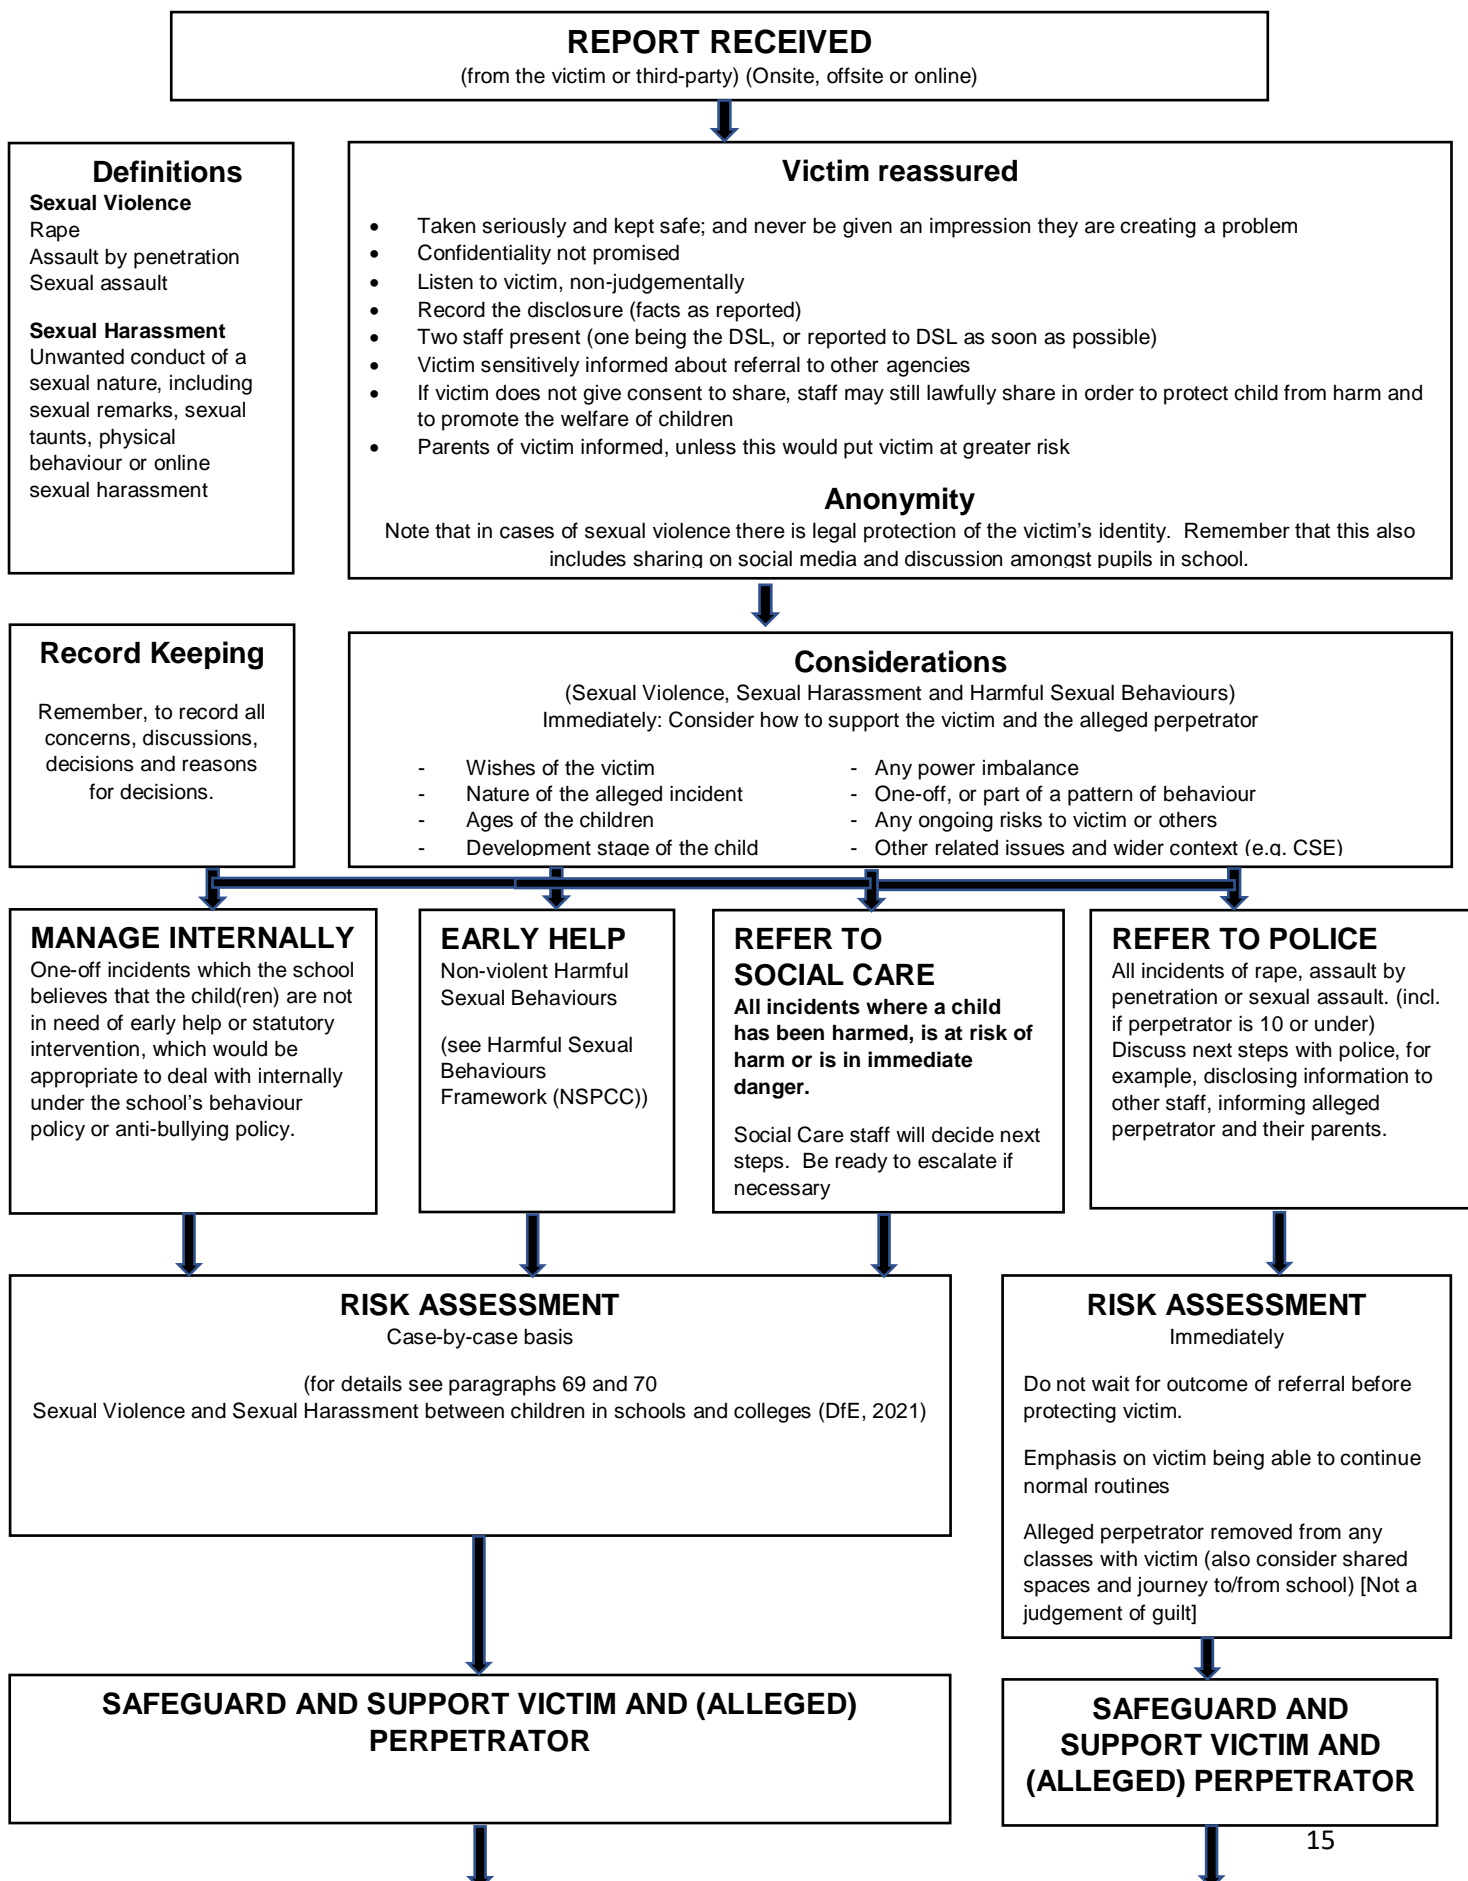 REPORT RECEIVED
(from the victim or third-party) (Onsite, offsite or online)
Definitions
Sexual Violence
Rape
Assault by penetration
Sexual assault
Sexual Harassment
Unwanted conduct of a
sexual nature, including
sexual remarks, sexual
taunts, physical
behaviour or online
sexual harassment
Victim reassured
• Taken seriously and kept safe; and never be given an impression they are creating a problem
• Confidentiality not promised
• Listen to victim, non-judgementally
• Record the disclosure (facts as reported)
• Two staff present (one being the DSL, or reported to DSL as soon as possible)
• Victim sensitively informed about referral to other agencies
• If victim does not give consent to share, staff may still lawfully share in order to protect child from harm and
to promote the welfare of children
• Parents of victim informed, unless this would put victim at greater risk
Anonymity
Note that in cases of sexual violence there is legal protection of the victim's identity. Remember that this also
includes sharing on social media and discussion amongst pupils in school.
Record Keeping
Remember, to record all
concerns, discussions,
decisions and reasons
for decisions.
Considerations
(Sexual Violence, Sexual Harassment and Harmful Sexual Behaviours)
Immediately: Consider how to support the victim and the alleged perpetrator
- Wishes of the victim
- Nature of the alleged incident
- Ages of the children
- Development stage of the child
- Any power imbalance
- One-off, or part of a pattern of behaviour
- Any ongoing risks to victim or others
- Other related issues and wider context (e.g. CSE)
MANAGE INTERNALLY
One-off incidents which the school
believes that the child(ren) are not
in need of early help or statutory
intervention, which would be
appropriate to deal with internally
under the school's behaviour
policy or anti-bullying policy.
EARLY HELP
Non-violent Harmful
Sexual Behaviours
(see Harmful Sexual
Behaviours
Framework (NSPCC))
REFER TO
SOCIAL CARE
All incidents where a child
has been harmed, is at risk of
harm or is in immediate
danger.
Social Care staff will decide next
steps. Be ready to escalate if
necessary
REFER TO POLICE
All incidents of rape, assault by
penetration or sexual assault. (incl.
if perpetrator is 10 or under)
Discuss next steps with police, for
example, disclosing information to
other staff, informing alleged
perpetrator and their parents.
RISK ASSESSMENT
Case-by-case basis
(for details see paragraphs 69 and 70
Sexual Violence and Sexual Harassment between children in schools and colleges (DfE, 2021)
RISK ASSESSMENT
Immediately
Do not wait for outcome of referral before
protecting victim.
Emphasis on victim being able to continue
normal routines
Alleged perpetrator removed from any
classes with victim (also consider shared
spaces and journey to/from school) [Not a
judgement of guilt]
SAFEGUARD AND SUPPORT VICTIM AND (ALLEGED)
PERPETRATOR
SAFEGUARD AND
SUPPORT VICTIM AND
(ALLEGED) PERPETRATOR
15